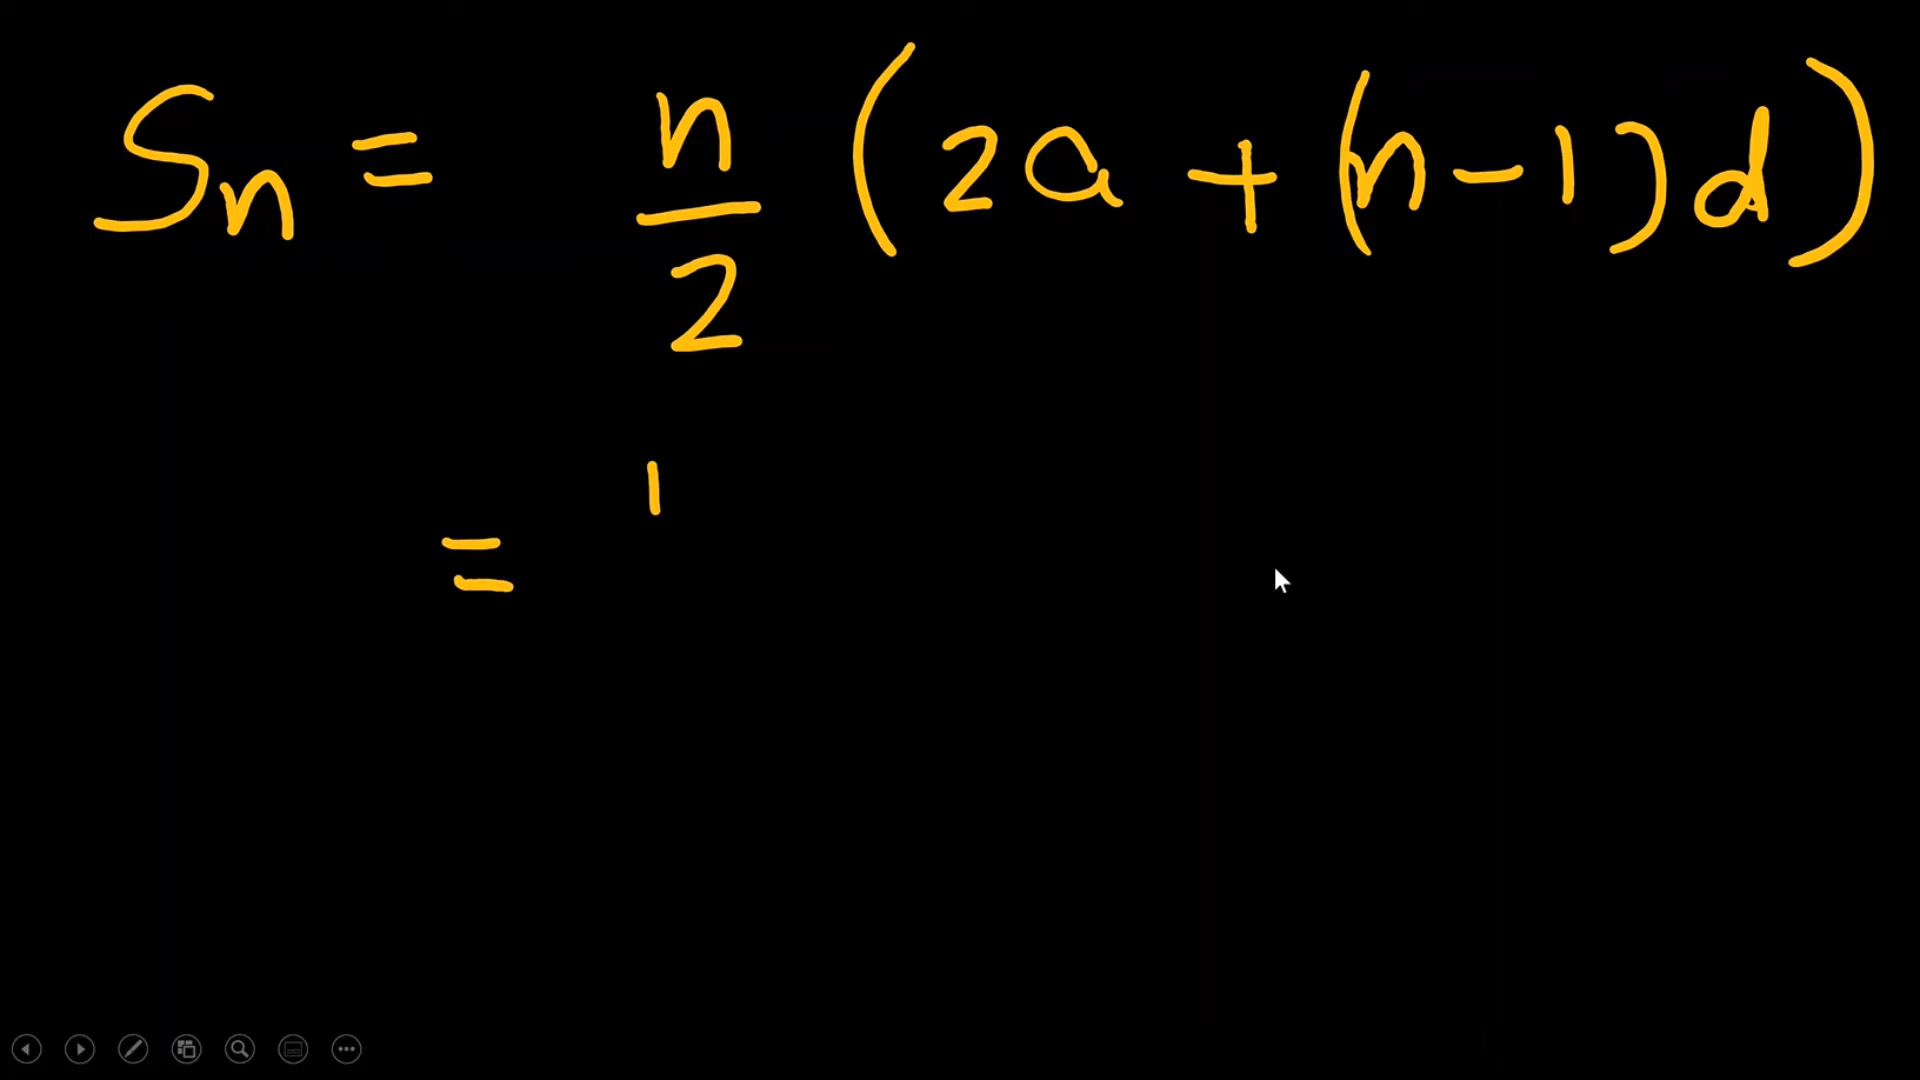 Sn = n/2 (2a + (n-1)d)
= 1